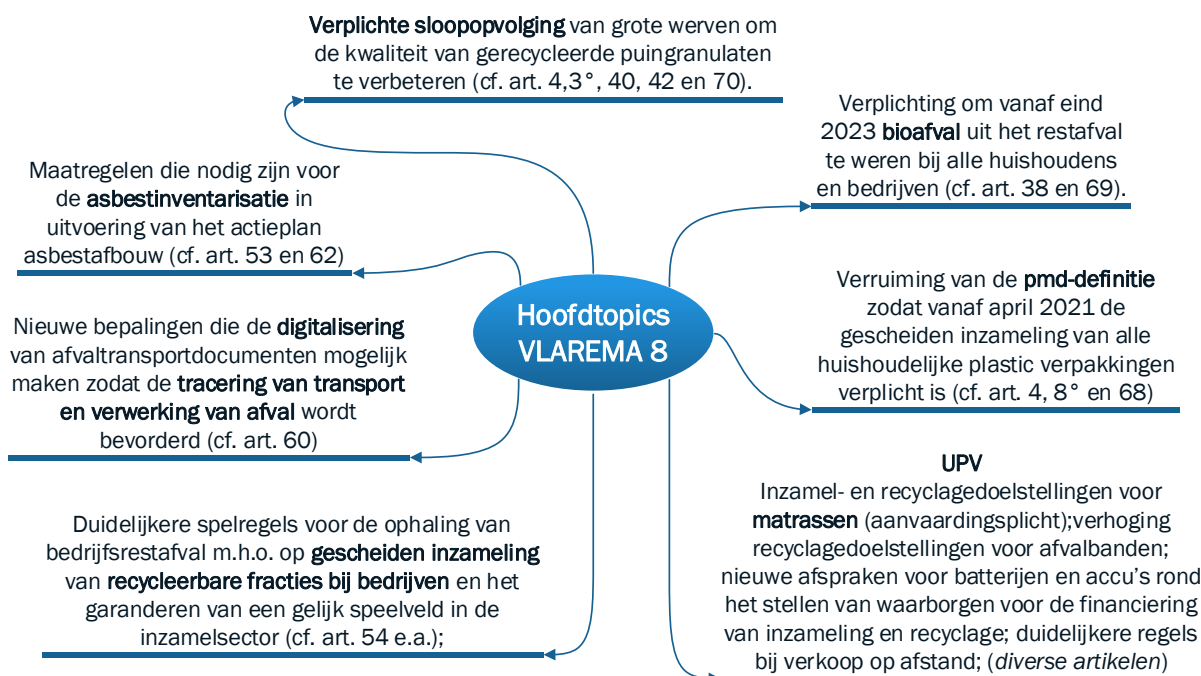 Verplichte sloopopvolging van grote werven om
de kwaliteit van gerecycleerde puingranulaten
te verbeteren (cf. art. 4,3°, 40, 42 en 70).
Verplichting om vanaf eind
2023 bioafval uit het restafval
te weren bij alle huishoudens
en bedrijven (cf. art. 38 en 69).
Maatregelen die nodig zijn voor
de asbestinventarisatie in
uitvoering van het actieplan
asbestafbouw (cf. art. 53 en 62)
Hoofdtopics
VLAREMA 8
Verruiming van de pmd-definitie
zodat vanaf april 2021 de
gescheiden inzameling van alle
huishoudelijke plastic verpakkingen
verplicht is (cf. art. 4, 8° en 68)
Nieuwe bepalingen die de digitalisering
van afvaltransportdocumenten mogelijk
maken zodat de tracering van transport
en verwerking van afval wordt
bevorderd (cf. art. 60)
UPV
Inzamel- en recyclagedoelstellingen voor
matrassen (aanvaardingsplicht);verhoging
recyclagedoelstellingen voor afvalbanden;
nieuwe afspraken voor batterijen en accu's rond
het stellen van waarborgen voor de financiering
van inzameling en recyclage; duidelijkere regels
bij verkoop op afstand; (diverse artikelen)
Duidelijkere spelregels voor de ophaling van
bedrijfsrestafval m.h.o. op gescheiden inzameling
van recycleerbare fracties bij bedrijven en het
garanderen van een gelijk speelveld in de
inzamelsector (cf. art. 54 e.a.);